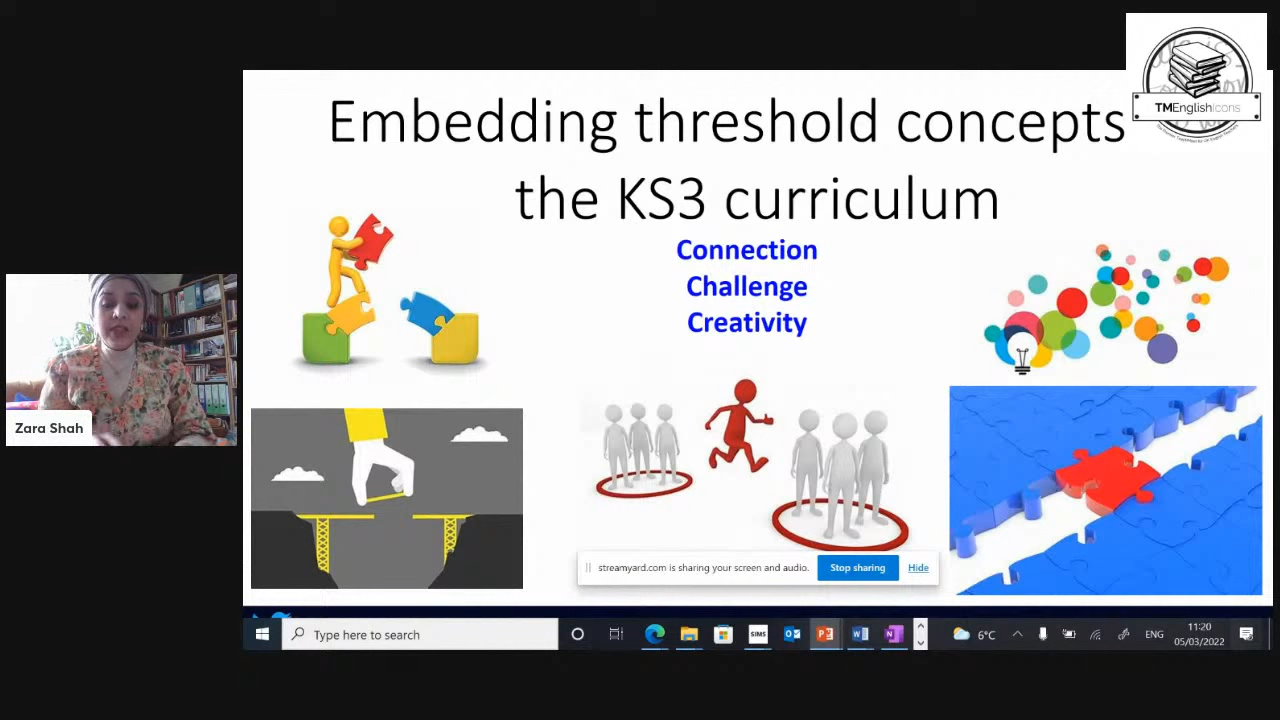 Embedding threshold concepts
the KS3 curriculum
Connection
Challenge
Creativity
TMEnglishIcons
Zara Shah
streamyard.com is sharing your screen and audio.
Stop sharing
Hide
Type here to search
SIMS
6°C
ENG
11:20
05/03/2022